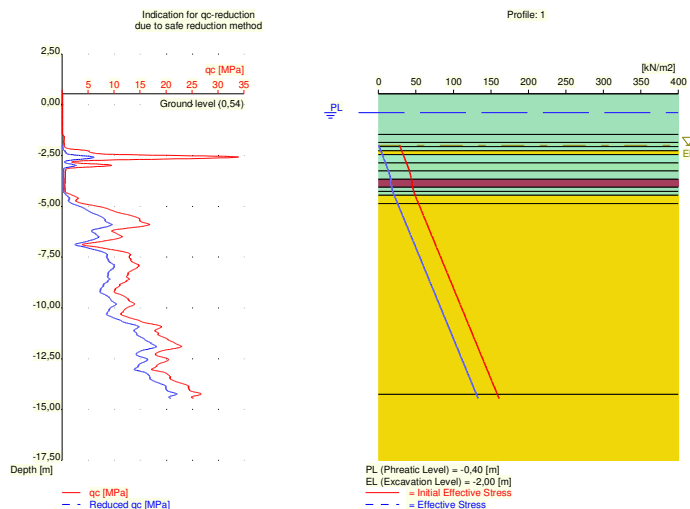 Indication for qc-reduction
due to safe reduction method
Profile: 1
2,50
qc [MPa]
5 10 15 20 25 30 35
0,00
Ground level (0,54)
-2,50
-5,00
-7,50
-10,00
-12,50
-15,00
-17,50
Depth [m]
qc [MPa]
Reduced qc [MPa]
[kN/m2]
0 50 100 150 200 250 300 350 400
PL
EL
PL (Phreatic Level) = -0,40 [m]
EL (Excavation Level) = -2,00 [m]
= Initial Effective Stress
= Effective Stress